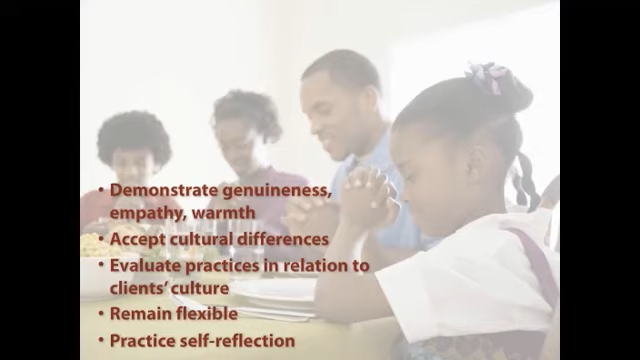 • Demonstrate genuineness,
empathy, warmth
• Accept cultural differences
• Evaluate practices in relation to
clients’ culture
• Remain flexible
• Practice self-reflection